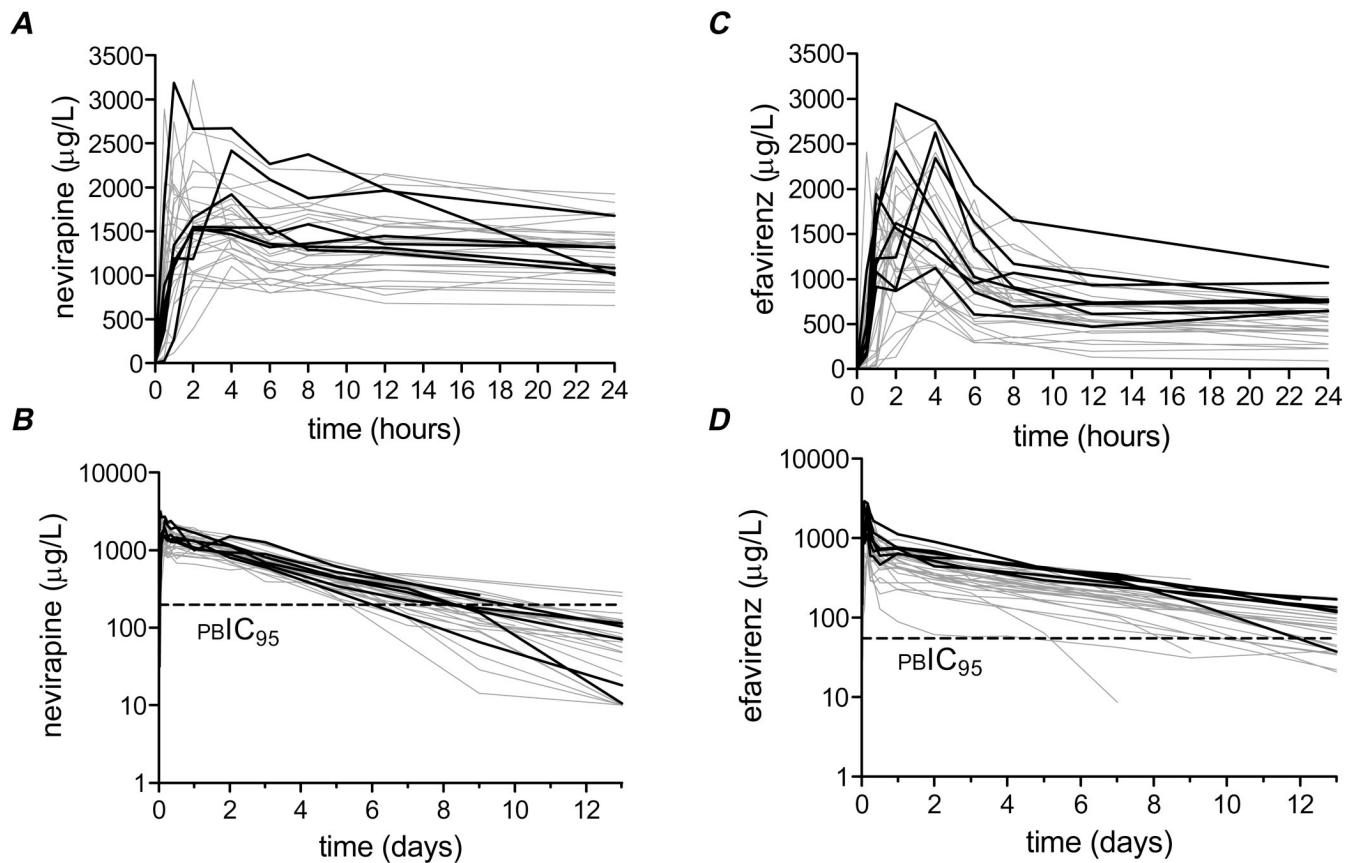 A
nevirapine (µg/L)
3500
3000
2500
2000
1500
1000
500
0
0 2 4 6 8 10 12 14 16 18 20 22 24
time (hours)
C
efavirenz (µg/L)
3500
3000
2500
2000
1500
1000
500
0
0 2 4 6 8 10 12 14 16 18 20 22 24
time (hours)
B
nevirapine (µg/L)
10000
1000
100
10
1
PBIC95
0 2 4 6 8 10 12
time (days)
D
efavirenz (µg/L)
10000
1000
100
10
1
PBIC95
0 2 4 6 8 10 12
time (days)